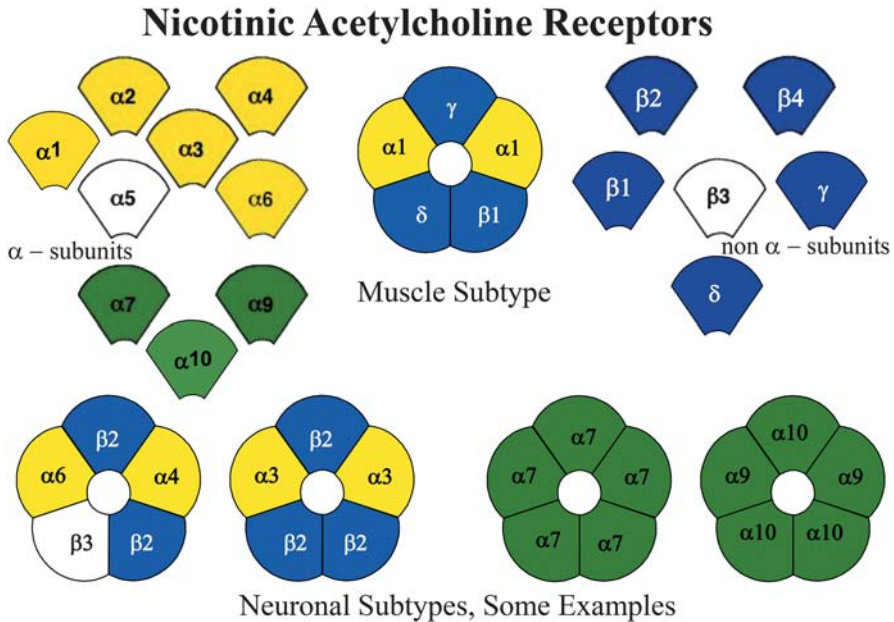 Nicotinic Acetylcholine Receptors
α2
α4
α1
α3
α5
α6
α – subunits
α7
α9
α10
γ
α1
α1
δ
β1
Muscle Subtype
β2
β4
β1
β3
γ
non α – subunits
δ
β2
α6
α4
β3
β2
β2
α3
α3
β2
β2
α7
α7
α7
α7
α7
α10
α9
α9
α10
α10
Neuronal Subtypes, Some Examples